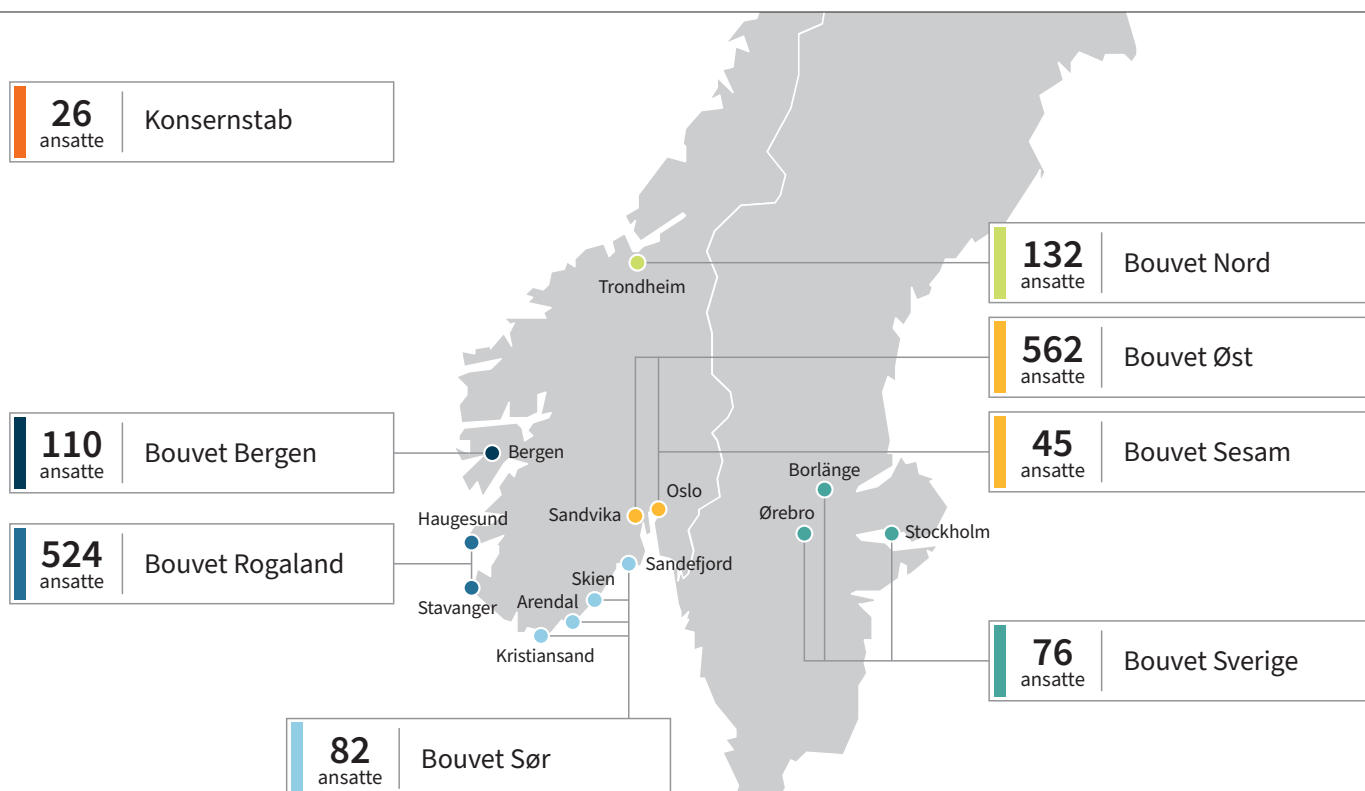 26
ansatte
Konsernstab
132
ansatte
Bouvet Nord
Trondheim
562
ansatte
Bouvet Øst
110
ansatte
Bouvet Bergen
Bergen
45
ansatte
Bouvet Sesam
Borlänge
Oslo
Sandvika
Ørebro
Haugesund
Stockholm
524
ansatte
Bouvet Rogaland
Sandefjord
Skien
Arendal
Stavanger
Kristiansand
76
ansatte
Bouvet Sverige
82
ansatte
Bouvet Sør